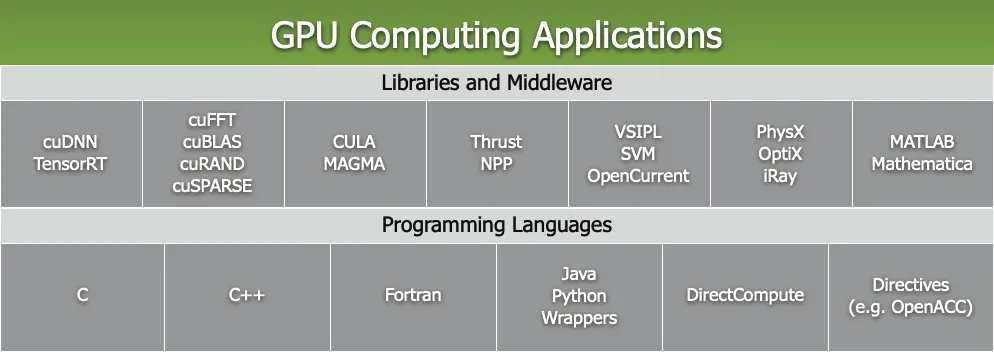 GPU Computing Applications
Libraries and Middleware
cuDNN
TensorRT
cuFFT
cuBLAS
cuRAND
cuSPARSE
CULA
MAGMA
Thrust
NPP
VSIPL
SVM
OpenCurrent
PhysX
OptiX
iRay
MATLAB
Mathematica
Programming Languages
C
C++
Fortran
Java
Python
Wrappers
DirectCompute
Directives
(e.g. OpenACC)